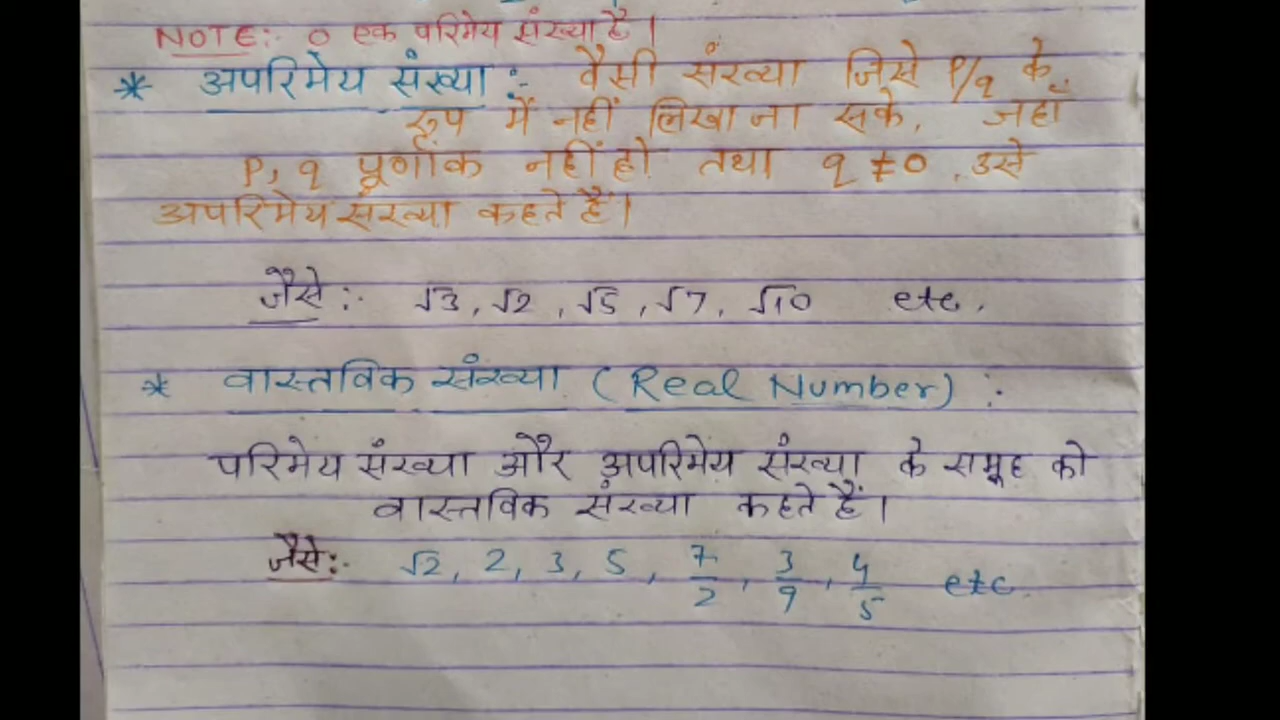 NOTE:- 0 एक परिमेय संख्या है।
* अपरिमेय संख्या :- वैसी संख्या जिसे P/q के
रूप में नहीं लिखा जा सके, जहाँ
P, q पूर्णांक नहीं हो तथा q ≠ 0, उसे
अपरिमेय संख्या कहते हैं।
जैसे:- √3, √2, √5, √7, √10 etc.
* वास्तविक संख्या (Real Number) :-
परिमेय संख्या और अपरिमेय संख्या के समूह को
वास्तविक संख्या कहते हैं।
जैसे:- √2, 2, 3, 5, 7/2, 3/9, 4/5 etc